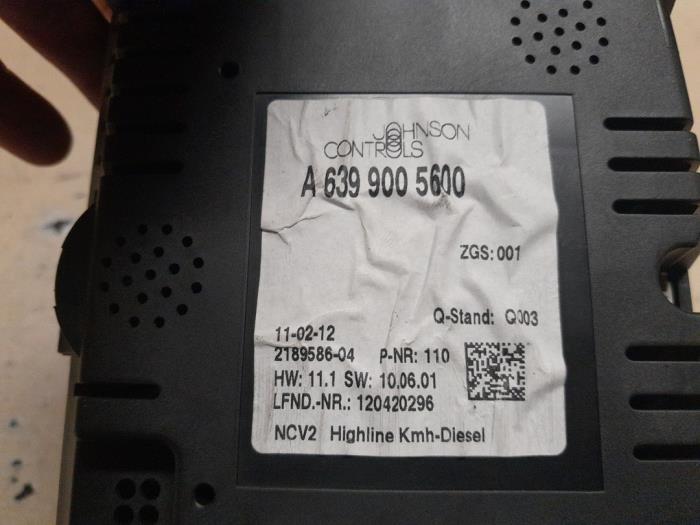 JOHNSON
CONTROLS
A 639 900 5600
ZGS: 001
Q-Stand: Q003
11-02-12
2189586-04 P-NR: 110
HW: 11.1 SW: 10.06.01
LFND.-NR.: 120420296
NCV2 Highline Kmh-Diesel